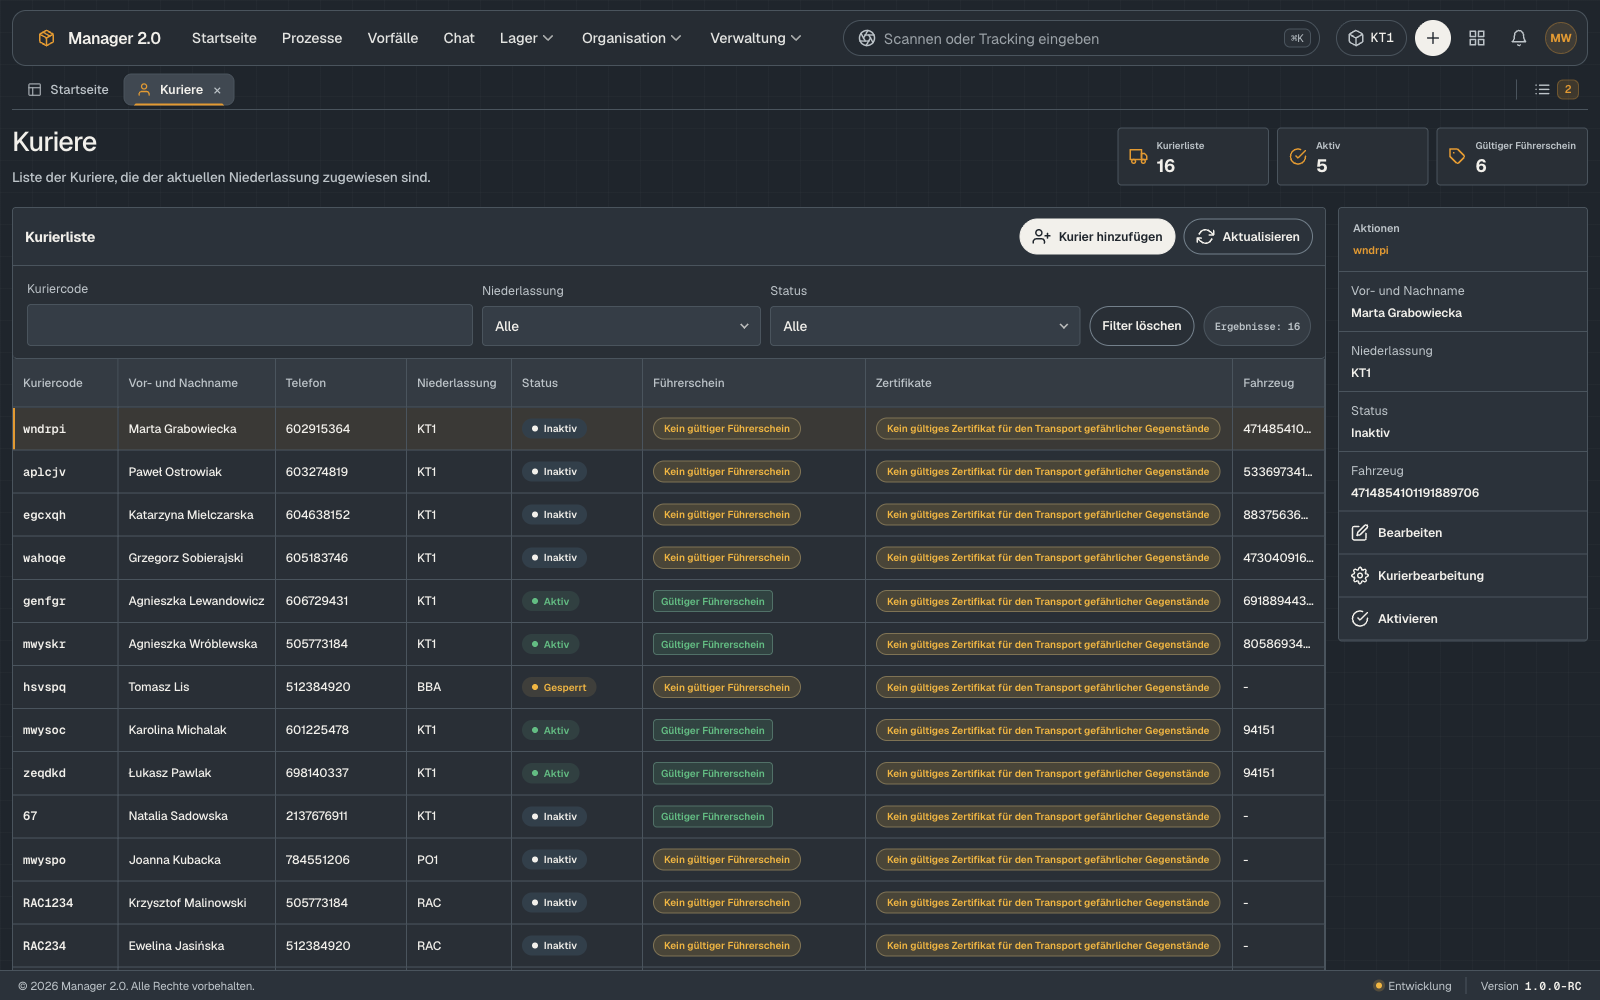 Manager 2.0 Startseite Prozesse Vorfälle Chat Lager Organisation Verwaltung Scannen oder Tracking eingeben ⌘K KT1 MW
Startseite Kuriere × 2
Kuriere
Liste der Kuriere, die der aktuellen Niederlassung zugewiesen sind.
Kurierliste
16
Aktiv
5
Gültiger Führerschein
6
Kurierliste Kurier hinzufügen Aktualisieren
Kuriercode Niederlassung Status
Alle Alle Filter löschen Ergebnisse: 16
Kuriercode Vor- und Nachname Telefon Niederlassung Status Führerschein Zertifikate Fahrzeug
wndrpi Marta Grabowiecka 602915364 KT1 Inaktiv Kein gültiger Führerschein Kein gültiges Zertifikat für den Transport gefährlicher Gegenstände 471485410...
aplcjv Paweł Ostrowiak 603274819 KT1 Inaktiv Kein gültiger Führerschein Kein gültiges Zertifikat für den Transport gefährlicher Gegenstände 533697341...
egcxqh Katarzyna Mielczarska 604638152 KT1 Inaktiv Kein gültiger Führerschein Kein gültiges Zertifikat für den Transport gefährlicher Gegenstände 88375636...
wahoqe Grzegorz Sobierajski 605183746 KT1 Inaktiv Kein gültiger Führerschein Kein gültiges Zertifikat für den Transport gefährlicher Gegenstände 473040916...
genfgr Agnieszka Lewandowicz 606729431 KT1 Aktiv Gültiger Führerschein Kein gültiges Zertifikat für den Transport gefährlicher Gegenstände 691889443...
mwyskr Agnieszka Wróblewska 505773184 KT1 Aktiv Gültiger Führerschein Kein gültiges Zertifikat für den Transport gefährlicher Gegenstände 80586934...
hsvspq Tomasz Lis 512384920 BBA Gesperrt Kein gültiger Führerschein Kein gültiges Zertifikat für den Transport gefährlicher Gegenstände -
mwysoc Karolina Michalak 601225478 KT1 Aktiv Gültiger Führerschein Kein gültiges Zertifikat für den Transport gefährlicher Gegenstände 94151
zeqdkd Łukasz Pawlak 698140337 KT1 Aktiv Gültiger Führerschein Kein gültiges Zertifikat für den Transport gefährlicher Gegenstände 94151
67 Natalia Sadowska 2137676911 KT1 Inaktiv Gültiger Führerschein Kein gültiges Zertifikat für den Transport gefährlicher Gegenstände -
mwyspo Joanna Kubacka 784551206 PO1 Inaktiv Kein gültiger Führerschein Kein gültiges Zertifikat für den Transport gefährlicher Gegenstände -
RAC1234 Krzysztof Malinowski 505773184 RAC Inaktiv Kein gültiger Führerschein Kein gültiges Zertifikat für den Transport gefährlicher Gegenstände -
RAC234 Ewelina Jasińska 512384920 RAC Inaktiv Kein gültiger Führerschein Kein gültiges Zertifikat für den Transport gefährlicher Gegenstände -
Aktionen
wndrpi
Vor- und Nachname
Marta Grabowiecka
Niederlassung
KT1
Status
Inaktiv
Fahrzeug
4714854101191889706
Bearbeiten
Kurierbearbeitung
Aktivieren
© 2026 Manager 2.0. Alle Rechte vorbehalten. Entwicklung Version 1.0.0-RC